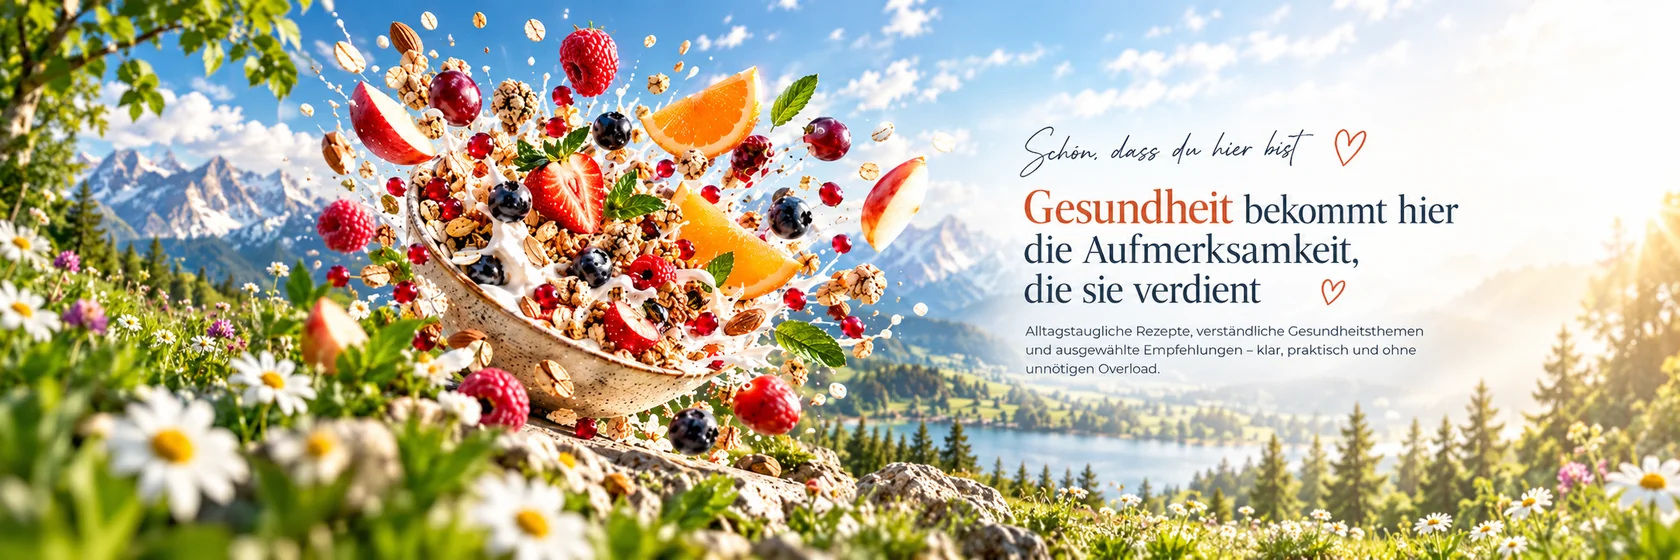 Schön, dass du hier bist
Gesundheit bekommt hier
die Aufmerksamkeit,
die sie verdient
Alltagstaugliche Rezepte, verständliche Gesundheitsthemen
und ausgewählte Empfehlungen – klar, praktisch und ohne
unnötigen Overload.